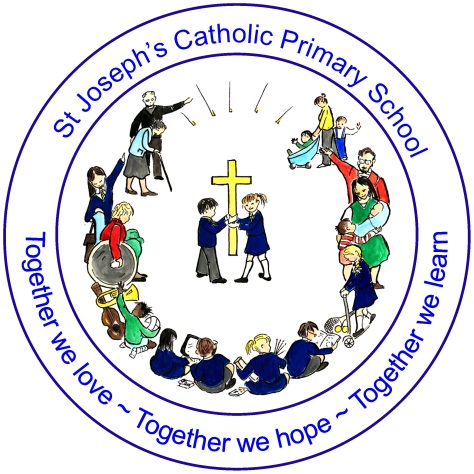 St Joseph's Catholic Primary School
Together we love ~ Together we hope ~ Together we learn